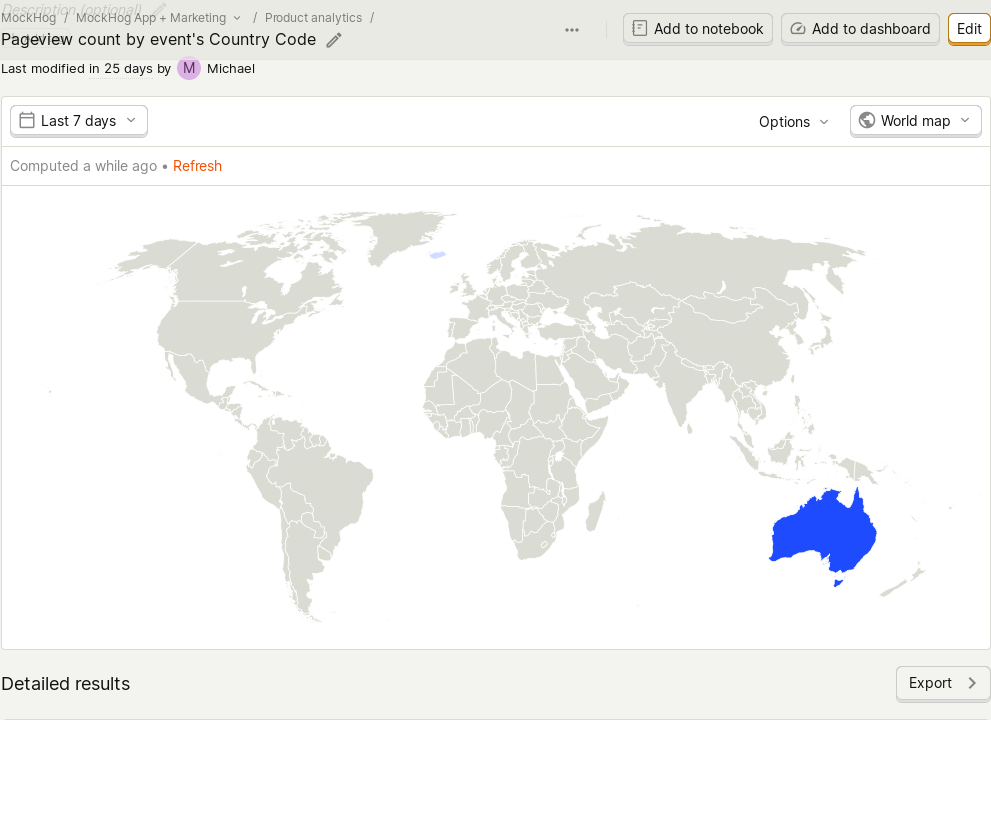 Description (optional)
MockHog / MockHog App + Marketing / Product analytics /
Pageview count by event's Country Code
Add to notebook
Add to dashboard
Edit
Last modified in 25 days by M Michael
Last 7 days
Options
World map
Computed a while ago • Refresh
Detailed results
Export